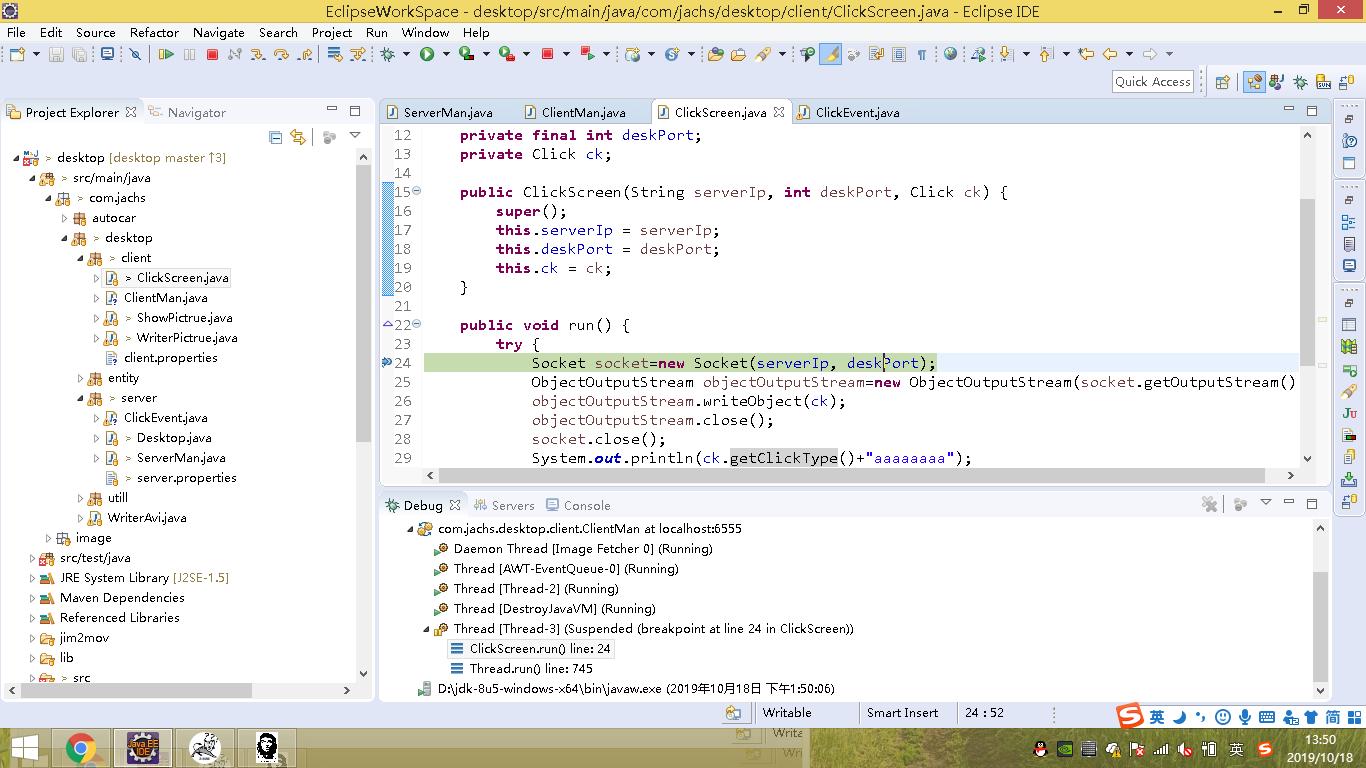 EclipseWorkSpace - desktop/src/main/java/com/jachs/desktop/client/ClickScreen.java - Eclipse IDE
File Edit Source Refactor Navigate Search Project Run Window Help
Quick Access
Project Explorer Navigator
> desktop [desktop master ↑3]
> src/main/java
> com.jachs
autocar
> desktop
> client
> ClickScreen.java
ClientMan.java
> ShowPictrue.java
> WriterPictrue.java
client.properties
entity
> server
ClickEvent.java
> Desktop.java
> ServerMan.java
> server.properties
utill
WriterAvi.java
image
src/test/java
JRE System Library [J2SE-1.5]
Maven Dependencies
Referenced Libraries
jim2mov
lib
> src
ServerMan.java ClientMan.java ClickScreen.java ClickEvent.java
12 private final int deskPort;
13 private Click ck;
14
15 public ClickScreen(String serverIp, int deskPort, Click ck) {
16 super();
17 this.serverIp = serverIp;
18 this.deskPort = deskPort;
19 this.ck = ck;
20 }
21
22 public void run() {
23 try {
24 Socket socket=new Socket(serverIp, deskPort);
25 ObjectOutputStream objectOutputStream=new ObjectOutputStream(socket.getOutputStream()
26 objectOutputStream.writeObject(ck);
27 objectOutputStream.close();
28 socket.close();
29 System.out.println(ck.getClickType()+"aaaaaaaa");
Debug Servers Console
com.jachs.desktop.client.ClientMan at localhost:6555
Daemon Thread [Image Fetcher 0] (Running)
Thread [AWT-EventQueue-0] (Running)
Thread [Thread-2] (Running)
Thread [DestroyJavaVM] (Running)
Thread [Thread-3] (Suspended (breakpoint at line 24 in ClickScreen))
ClickScreen.run() line: 24
Thread.run() line: 745
D:\jdk-8u5-windows-x64\bin\javaw.exe (2019年10月18日 下午1:50:06)
Writable Smart Insert 24 : 52
英 简
Java EE IDE
英
13:50
2019/10/18